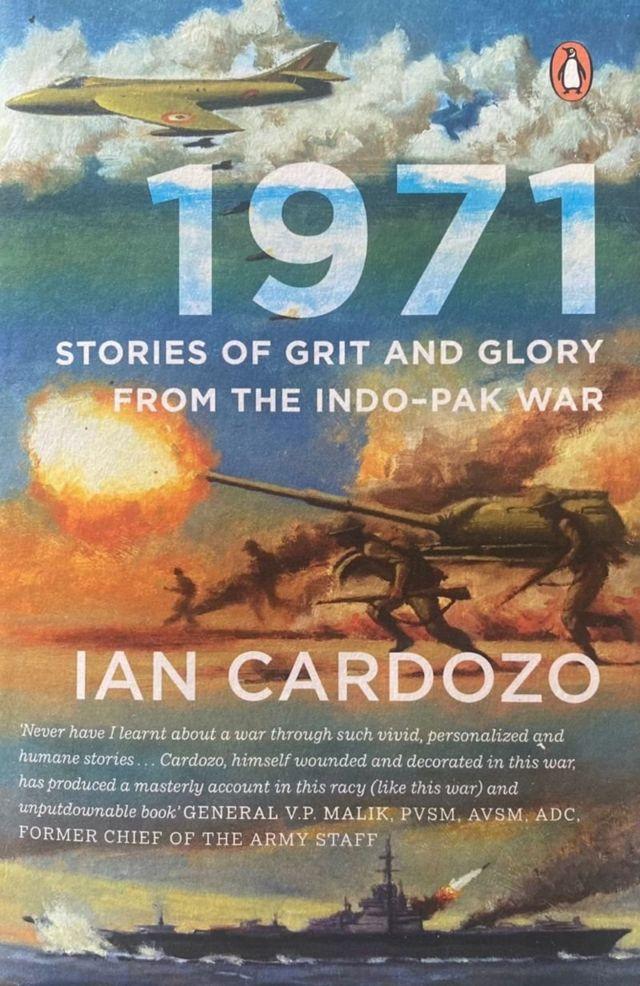 1971
STORIES OF GRIT AND GLORY
FROM THE INDO–PAK WAR
IAN CARDOZO
'Never have I learnt about a war through such vivid, personalized and
humane stories ... Cardozo, himself wounded and decorated in this war,
has produced a masterly account in this racy (like this war) and
unputdownable book' GENERAL V.P. MALIK, PVSM, AVSM, ADC,
FORMER CHIEF OF THE ARMY STAFF